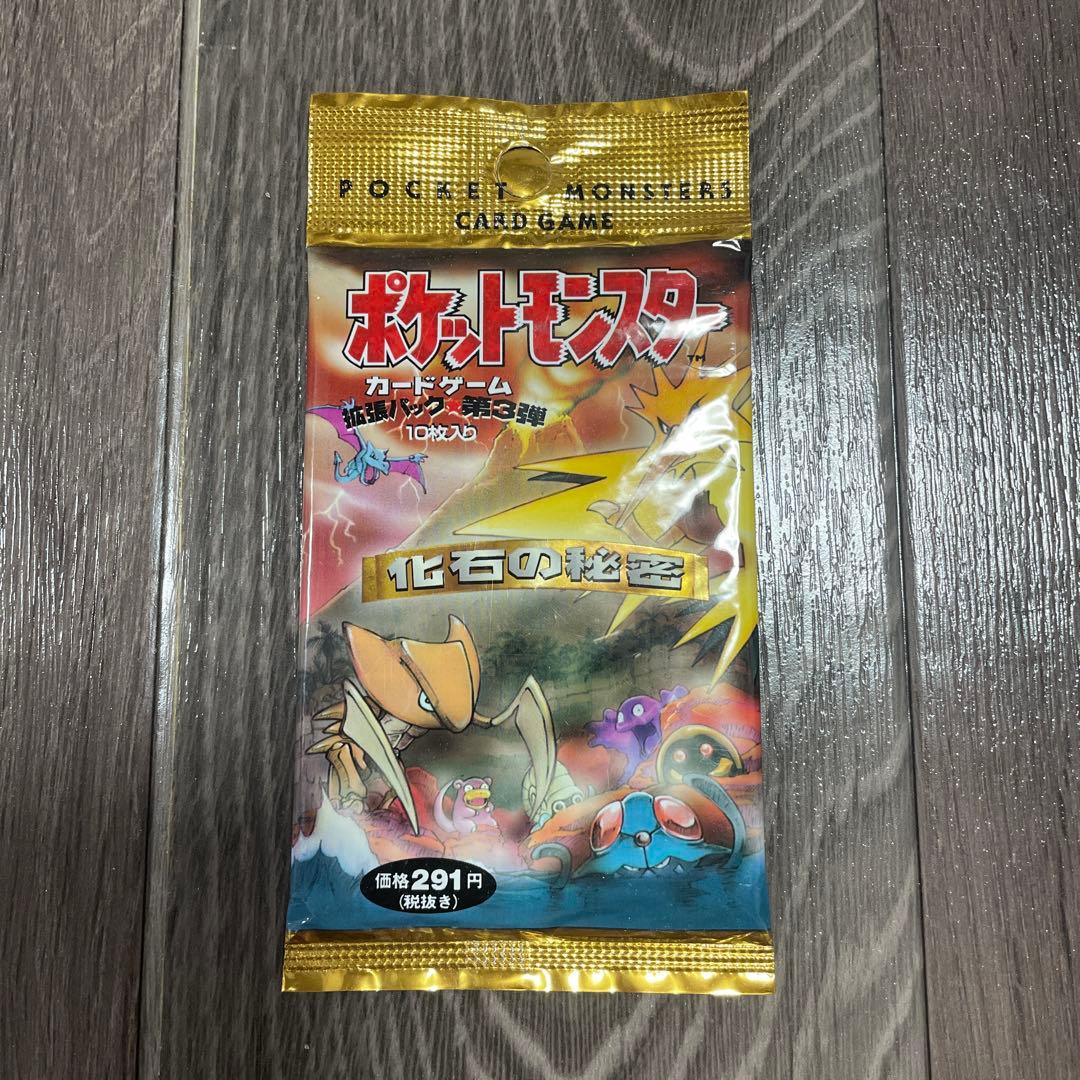 POCKET MONSTERS
CARD GAME
ポケットモンスター™
カードゲーム
拡張パック★第3弾
10枚入り
化石の秘密
価格291円
(税抜き)